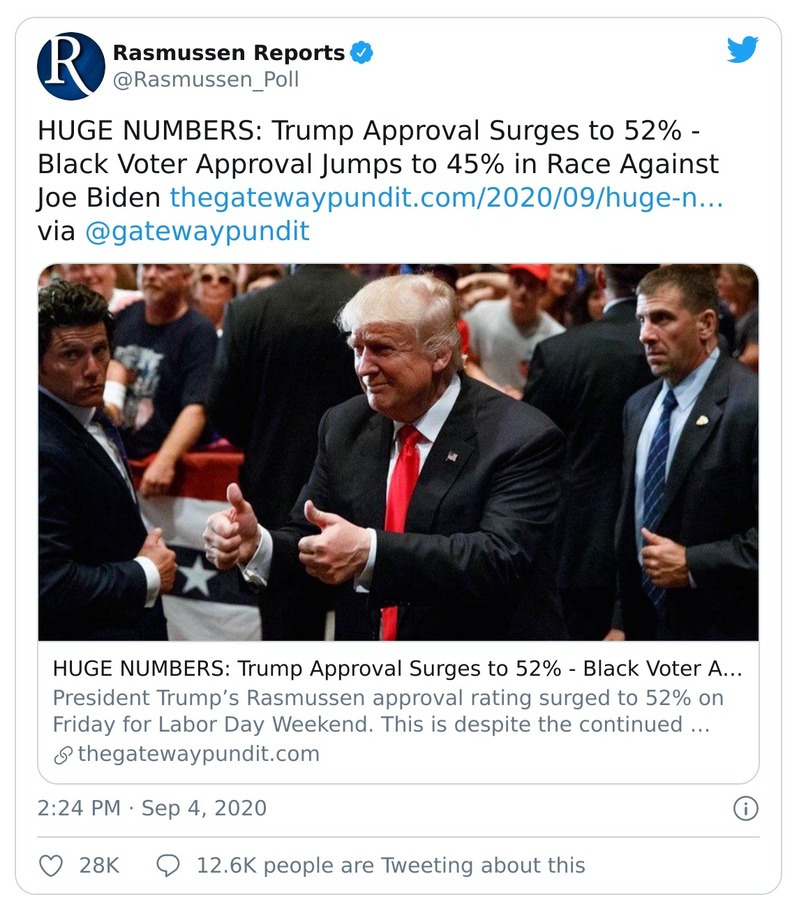 Rasmussen Reports
@Rasmussen_Poll
HUGE NUMBERS: Trump Approval Surges to 52% -
Black Voter Approval Jumps to 45% in Race Against
Joe Biden thegatewaypundit.com/2020/09/huge-n…
via @gatewaypundit
HUGE NUMBERS: Trump Approval Surges to 52% - Black Voter A…
President Trump’s Rasmussen approval rating surged to 52% on
Friday for Labor Day Weekend. This is despite the continued …
thegatewaypundit.com
2:24 PM · Sep 4, 2020
28K 12.6K people are Tweeting about this